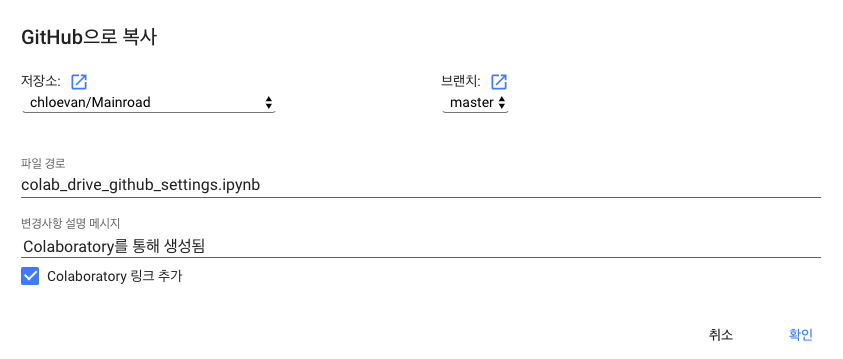 GitHub으로 복사
저장소:
브랜치:
chloevan/Mainroad
master
파일 경로
colab_drive_github_settings.ipynb
변경사항 설명 메시지
Colaboratory를 통해 생성됨
Colaboratory 링크 추가
취소
확인